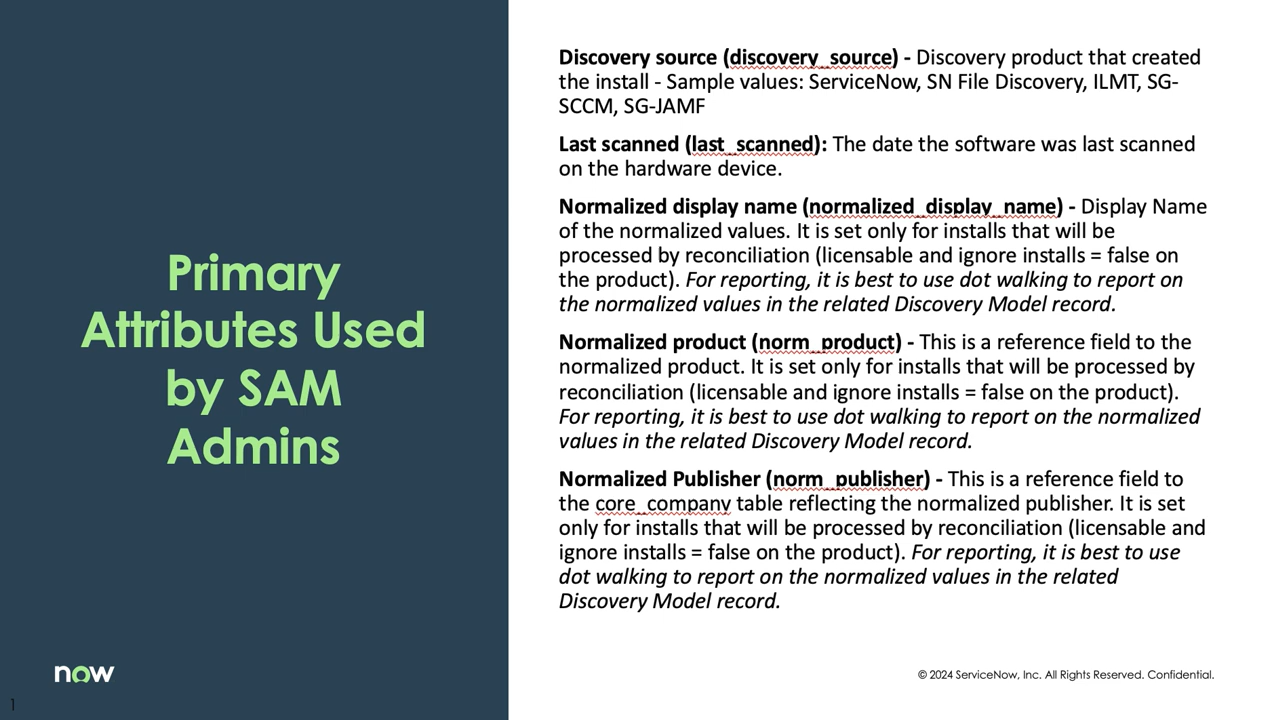 Primary
Attributes Used
by SAM
Admins
Discovery source (discovery_source) - Discovery product that created
the install - Sample values: ServiceNow, SN File Discovery, ILMT, SG-
SCCM, SG-JAMF
Last scanned (last_scanned): The date the software was last scanned
on the hardware device.
Normalized display name (normalized_display_name) - Display Name
of the normalized values. It is set only for installs that will be
processed by reconciliation (licensable and ignore installs = false on
the product). For reporting, it is best to use dot walking to report on
the normalized values in the related Discovery Model record.
Normalized product (norm_product) - This is a reference field to the
normalized product. It is set only for installs that will be processed by
reconciliation (licensable and ignore installs = false on the product).
For reporting, it is best to use dot walking to report on the normalized
values in the related Discovery Model record.
Normalized Publisher (norm_publisher) - This is a reference field to
the core_company table reflecting the normalized publisher. It is set
only for installs that will be processed by reconciliation (licensable and
ignore installs = false on the product). For reporting, it is best to use
dot walking to report on the normalized values in the related
Discovery Model record.
now
© 2024 ServiceNow, Inc. All Rights Reserved. Confidential.
1